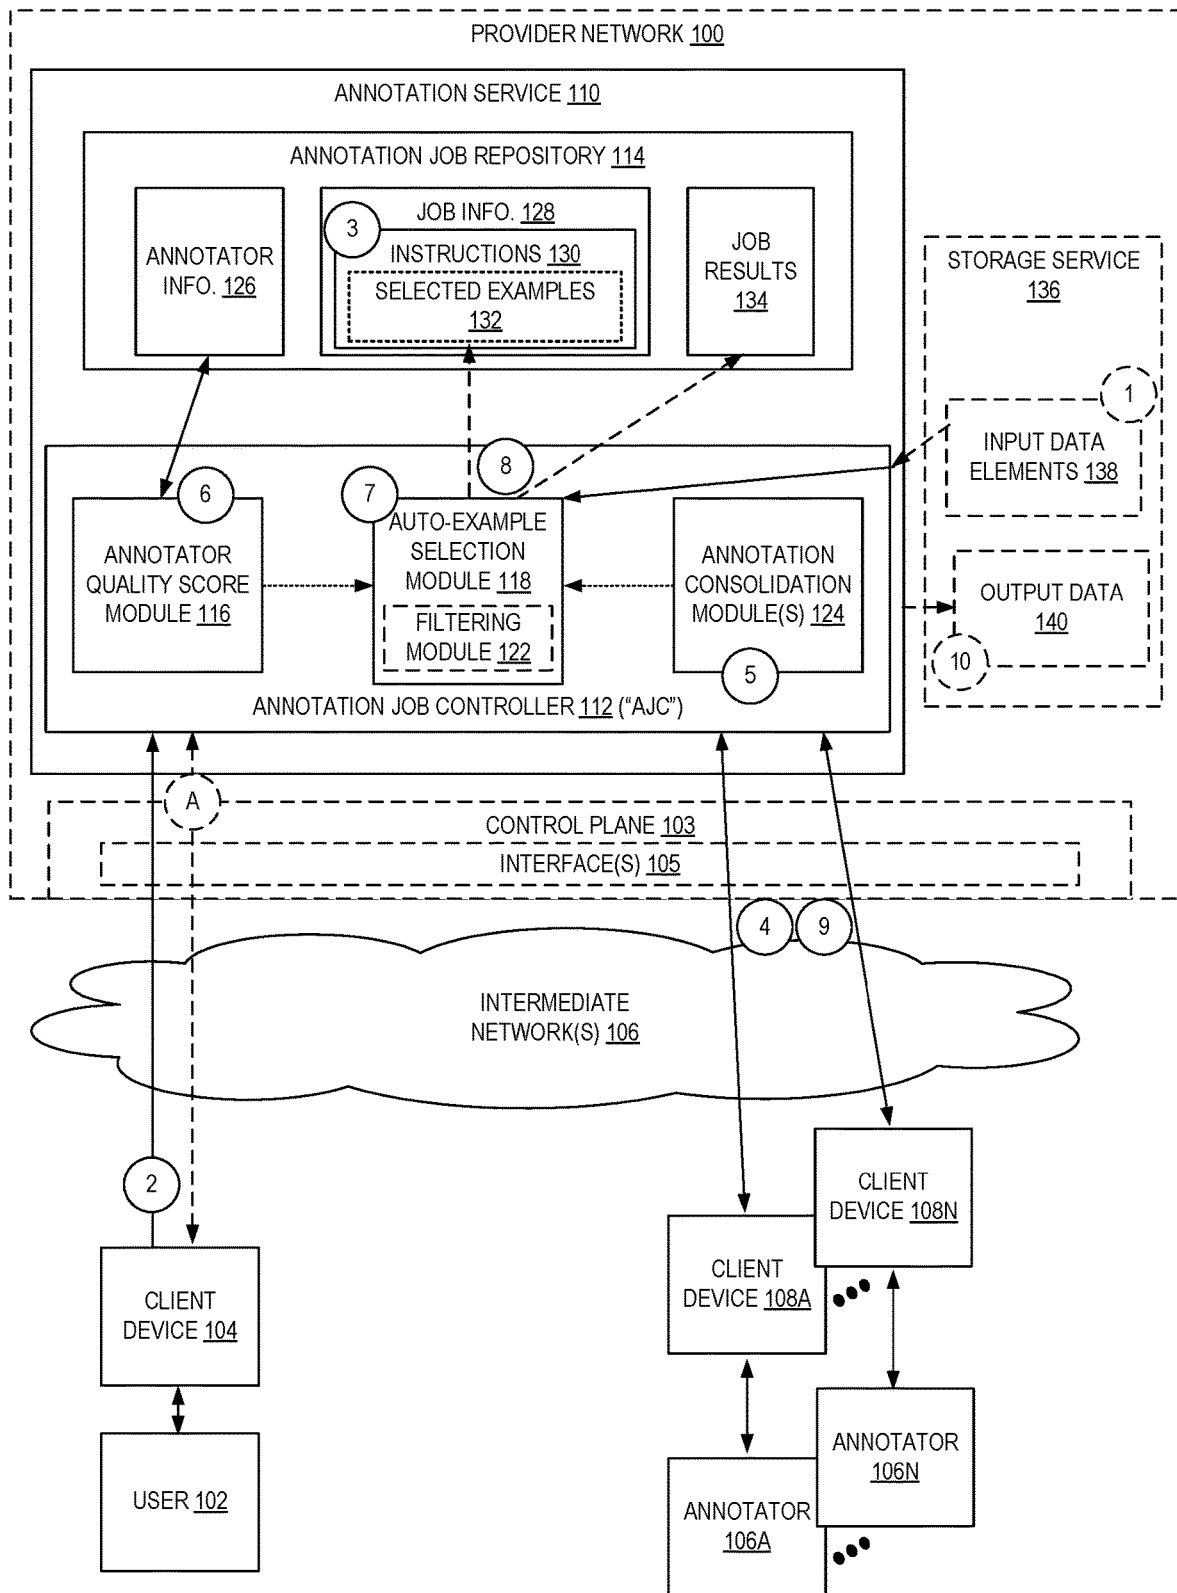 PROVIDER NETWORK 100
ANNOTATION SERVICE 110
ANNOTATION JOB REPOSITORY 114
ANNOTATOR
INFO. 126
3
JOB INFO. 128
INSTRUCTIONS 130
SELECTED EXAMPLES
132
JOB
RESULTS
134
STORAGE SERVICE
136
1
INPUT DATA
ELEMENTS 138
OUTPUT DATA
140
10
8
6
ANNOTATOR
QUALITY SCORE
MODULE 116
7
AUTO-EXAMPLE
SELECTION
MODULE 118
FILTERING
MODULE 122
ANNOTATION
CONSOLIDATION
MODULE(S) 124
5
ANNOTATION JOB CONTROLLER 112 ("AJC")
A
CONTROL PLANE 103
INTERFACE(S) 105
4
9
INTERMEDIATE
NETWORK(S) 106
2
CLIENT
DEVICE 104
USER 102
CLIENT
DEVICE 108N
CLIENT
DEVICE 108A
ANNOTATOR
106N
ANNOTATOR
106A